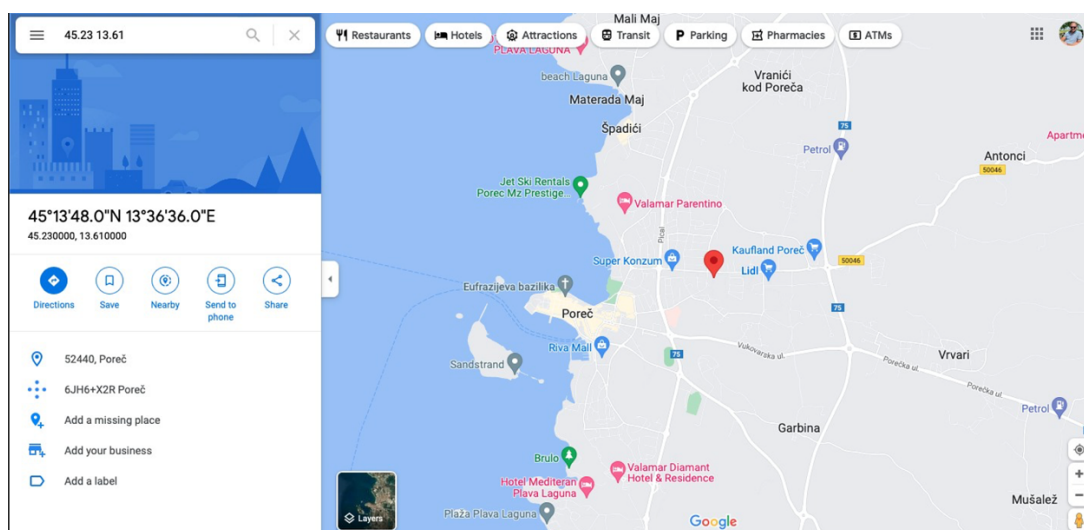 45.23 13.61
Restaurants
Hotels
Attractions
Transit
Parking
Pharmacies
ATMs
45°13'48.0"N 13°36'36.0"E
45.230000, 13.610000
Directions
Save
Nearby
Send to
phone
Share
52440, Poreč
6JH6+X2R Poreč
Add a missing place
Add your business
Add a label
Mali Maj
PLAVA LAGUNA
beach Laguna
Materada Maj
Špadići
Vranići
kod Poreča
75
Petrol
Antonci
50046
Apartme
Jet Ski Rentals
Porec Mz Prestige...
Valamar Parentino
Pical
Super Konzum
Kaufland Poreč
Lidl
50046
Eufrazijeva bazilika
Poreč
75
Riva Mall
75
Vukovarska ul.
Sandstrand
Vrvari
Porečka ul.
Porečka ul.
Petrol
Garbina
Brulo
Valamar Diamant
Hotel & Residence
Hotel Mediteran
Plava Laguna
Plaža Plava Laguna
Mušalež
Layers
Google